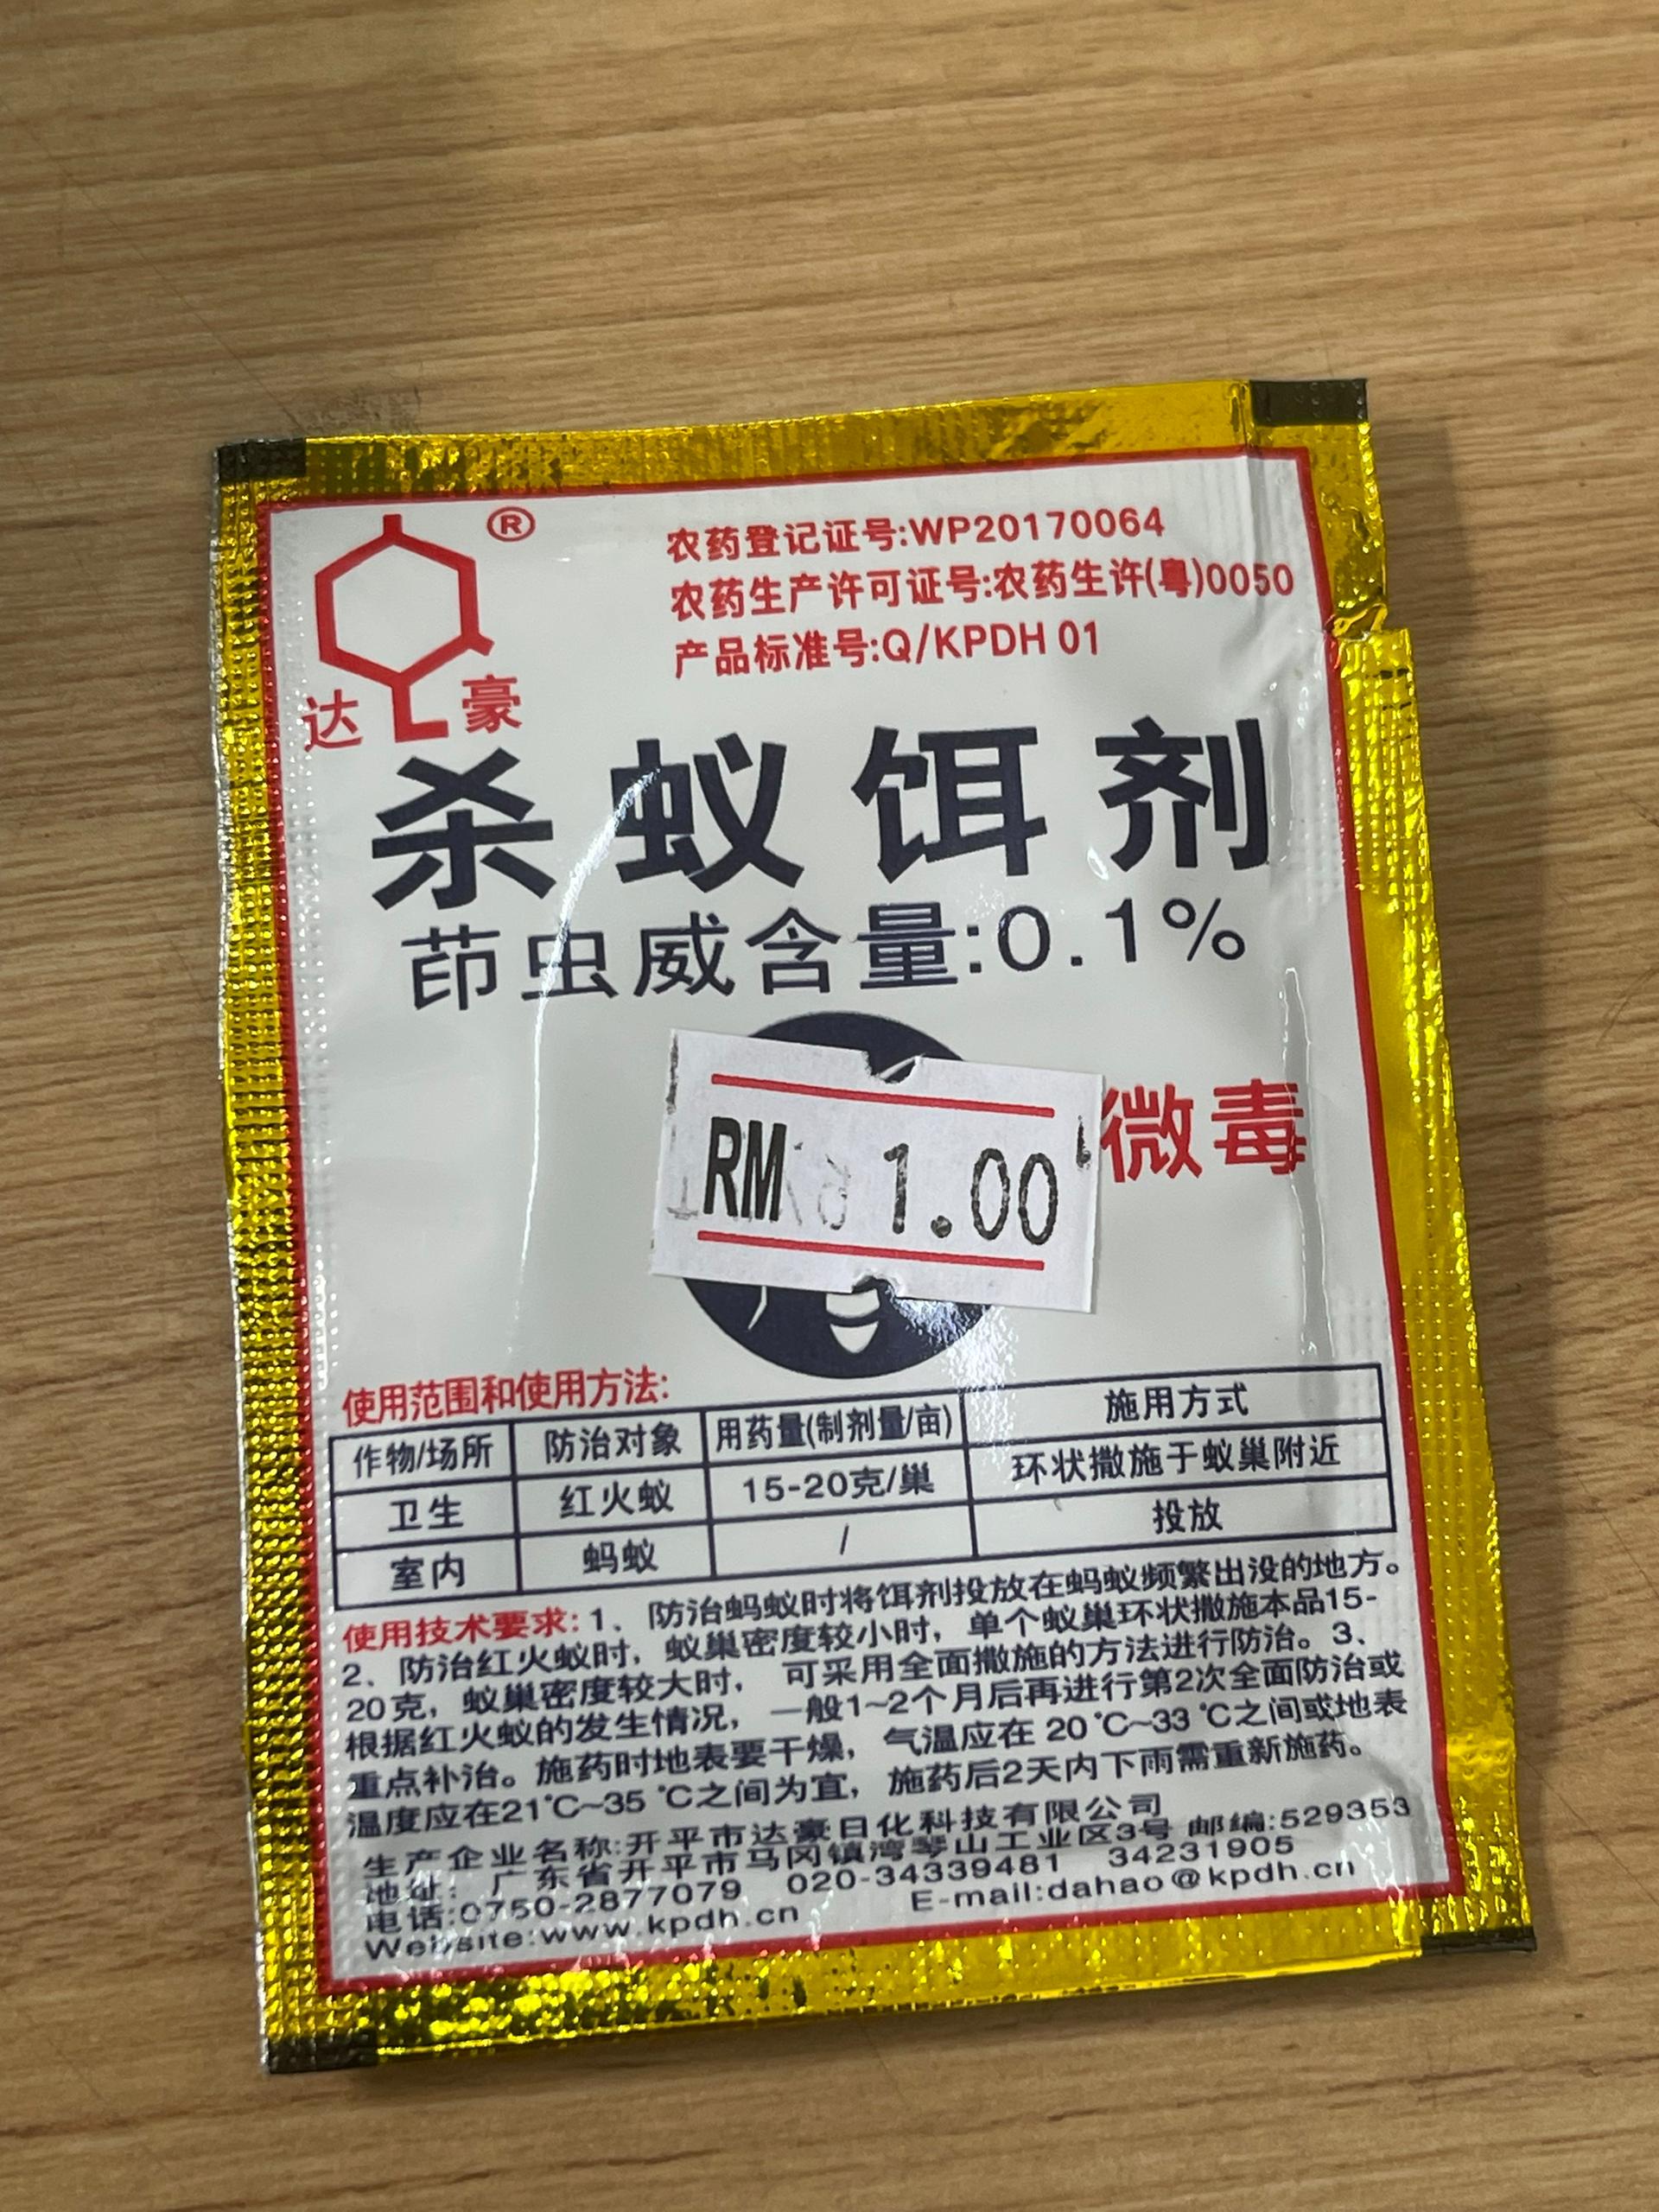 ®
达豪
农药登记证号:WP20170064
农药生产许可证号:农药生许(粤)0050
产品标准号:Q/KPDH 01
杀蚁饵剂
茚虫威含量:0.1%
RM 1.00
微毒
使用范围和使用方法:
作物/场所 防治对象 用药量(制剂量/亩) 施用方式
卫生 红火蚁 15-20克/巢 环状撒施于蚁巢附近
室内 蚂蚁 / 投放
使用技术要求:1、防治蚂蚁时将饵剂投放在蚂蚁频繁出没的地方。
2、防治红火蚁时，蚁巢密度较小时，单个蚁巢环状撒施本品15-
20克，蚁巢密度较大时，可采用全面撒施的方法进行防治。3、
根据红火蚁的发生情况，一般1~2个月后再进行第2次全面防治或
重点补治。施药时地表要干燥，气温应在 20℃~33℃之间或地表
温度应在21℃~35℃之间为宜，施药后2天内下雨需重新施药。
生产企业名称:开平市达豪日化科技有限公司
地址：广东省开平市马冈镇湾琴山工业区3号 邮编:529353
电话:0750-2877079 020-34339481 34231905
Website:www.kpdh.cn E-mail:dahao@kpdh.cn